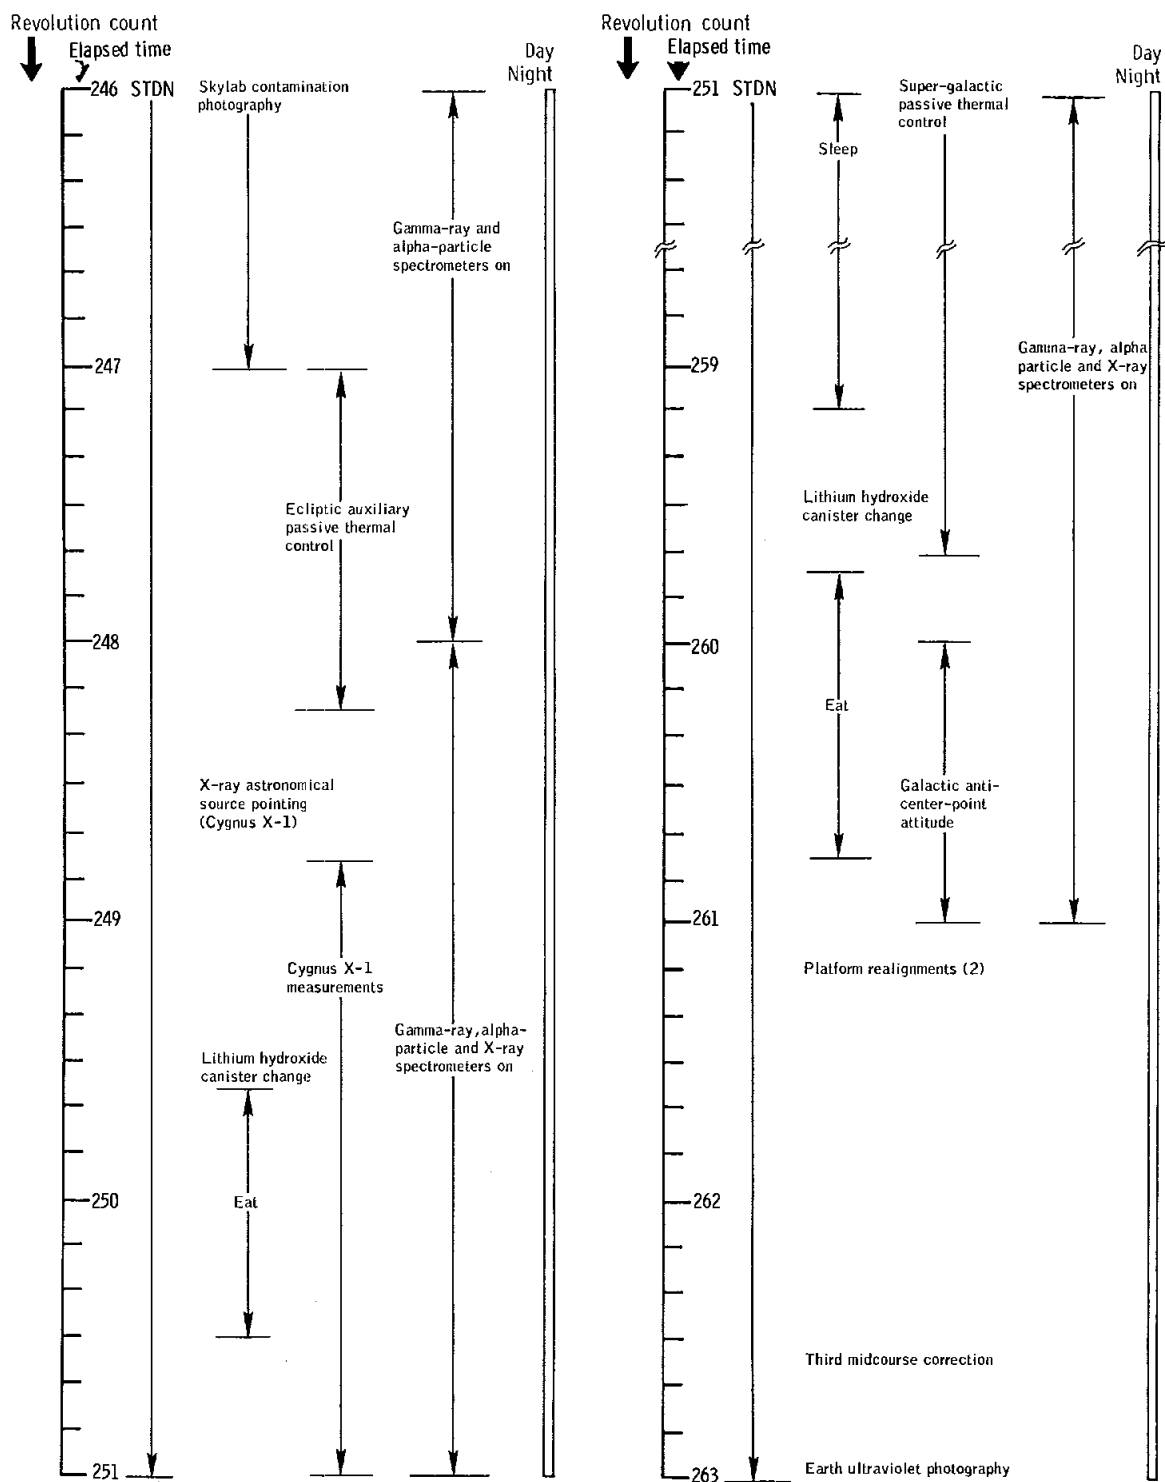 Revolution count
Elapsed time
Day
Night
246 STDN
Skylab contamination
photography
Gamma-ray and
alpha-particle
spectrometers on
247
Ecliptic auxiliary
passive thermal
control
248
X-ray astronomical
source pointing
(Cygnus X-1)
249
Cygnus X-1
measurements
Gamma-ray, alpha-
particle and X-ray
spectrometers on
Lithium hydroxide
canister change
250
Eat
251
Revolution count
Elapsed time
Day
Night
251 STDN
Super-galactic
passive thermal
control
Sleep
Gamma-ray, alpha
particle and X-ray
spectrometers on
259
Lithium hydroxide
canister change
260
Eat
Galactic anti-
center-point
attitude
261
Platform realignments (2)
262
Third midcourse correction
263
Earth ultraviolet photography